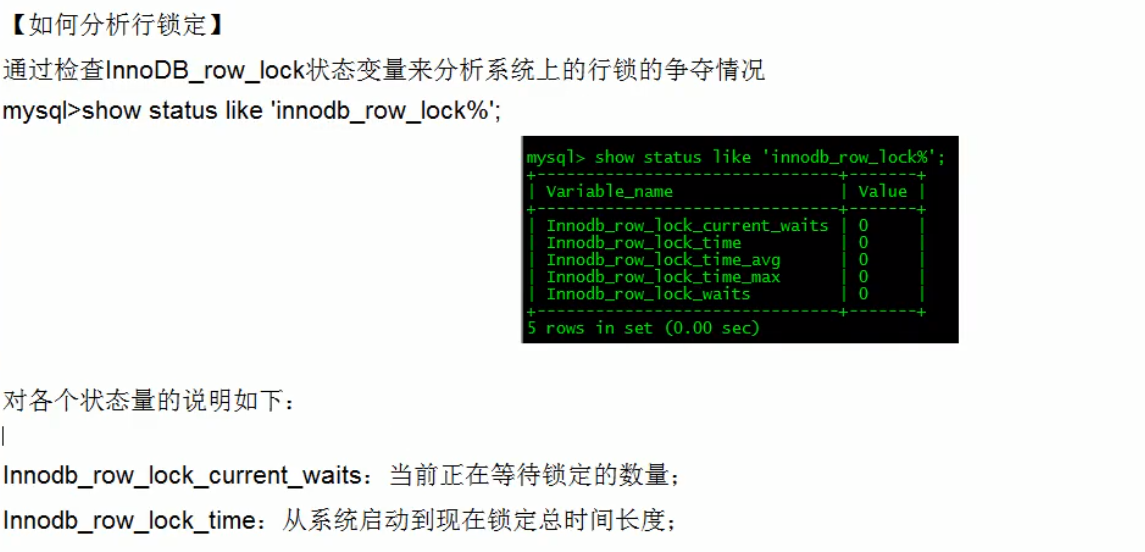 【如何分析行锁定】
通过检查InnoDB_row_lock状态变量来分析系统上的行锁的争夺情况
mysql>show status like 'innodb_row_lock%';
mysql> show status like 'innodb_row_lock%';
+-------------------------------+-------+
| Variable_name | Value |
+-------------------------------+-------+
| Innodb_row_lock_current_waits | 0 |
| Innodb_row_lock_time | 0 |
| Innodb_row_lock_time_avg | 0 |
| Innodb_row_lock_time_max | 0 |
| Innodb_row_lock_waits | 0 |
+-------------------------------+-------+
5 rows in set (0.00 sec)
对各个状态量的说明如下：
Innodb_row_lock_current_waits：当前正在等待锁定的数量；
Innodb_row_lock_time：从系统启动到现在锁定总时间长度；